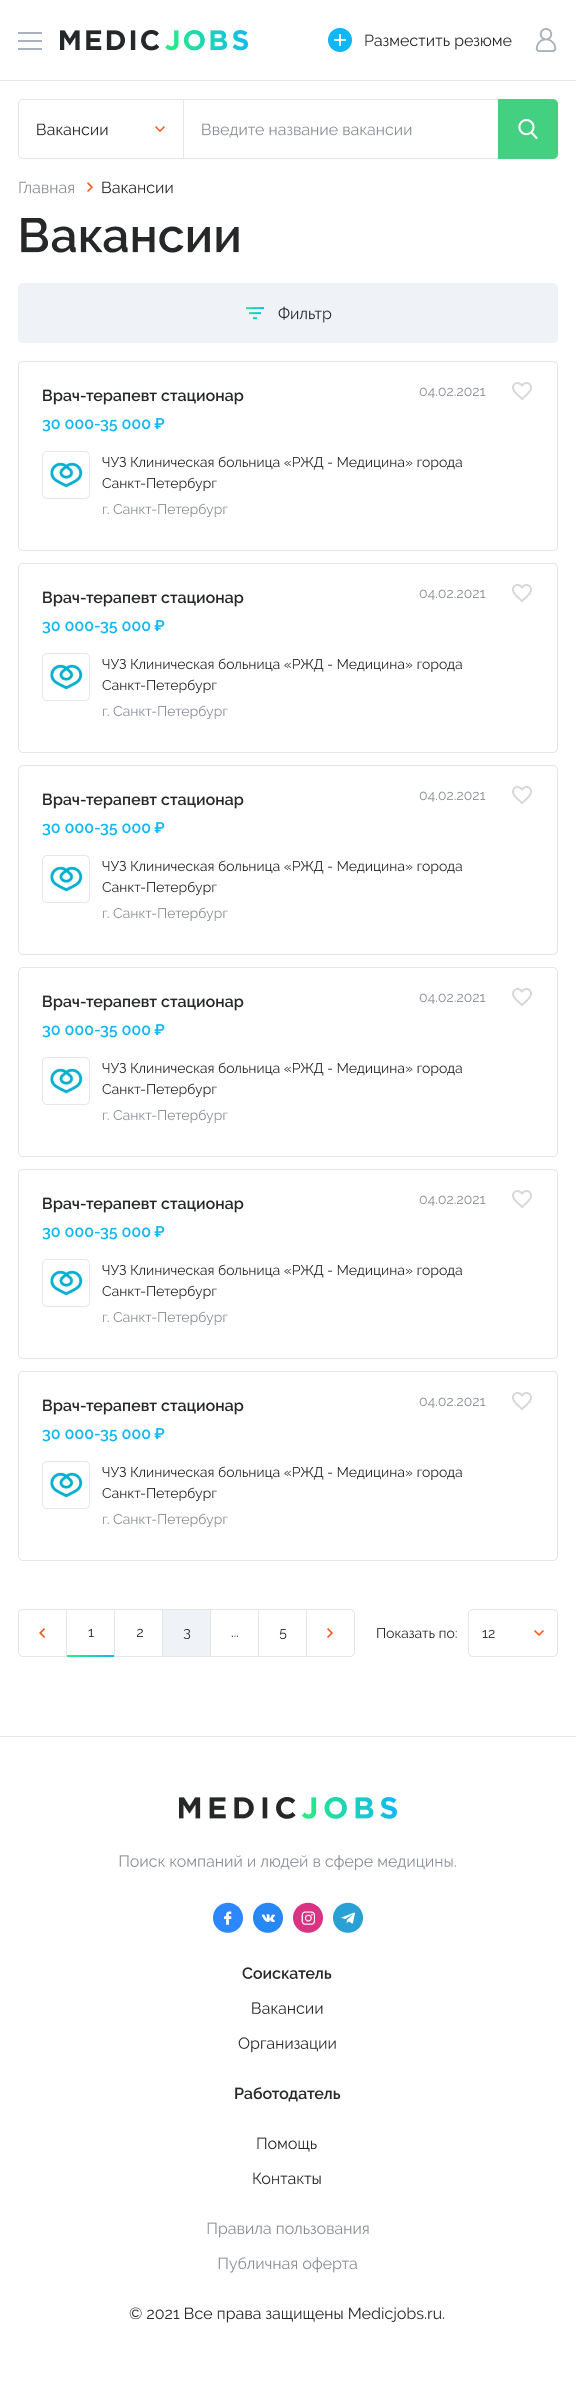 MEDICJOBS
Разместить резюме
Вакансии
Введите название вакансии
Главная > Вакансии
Вакансии
Фильтр
Врач-терапевт стационар 04.02.2021
30 000-35 000 ₽
ЧУЗ Клиническая больница «РЖД - Медицина» города
Санкт-Петербург
г. Санкт-Петербург
Врач-терапевт стационар 04.02.2021
30 000-35 000 ₽
ЧУЗ Клиническая больница «РЖД - Медицина» города
Санкт-Петербург
г. Санкт-Петербург
Врач-терапевт стационар 04.02.2021
30 000-35 000 ₽
ЧУЗ Клиническая больница «РЖД - Медицина» города
Санкт-Петербург
г. Санкт-Петербург
Врач-терапевт стационар 04.02.2021
30 000-35 000 ₽
ЧУЗ Клиническая больница «РЖД - Медицина» города
Санкт-Петербург
г. Санкт-Петербург
Врач-терапевт стационар 04.02.2021
30 000-35 000 ₽
ЧУЗ Клиническая больница «РЖД - Медицина» города
Санкт-Петербург
г. Санкт-Петербург
Врач-терапевт стационар 04.02.2021
30 000-35 000 ₽
ЧУЗ Клиническая больница «РЖД - Медицина» города
Санкт-Петербург
г. Санкт-Петербург
1 2 3 ... 5 Показать по: 12
MEDICJOBS
Поиск компаний и людей в сфере медицины.
Соискатель
Вакансии
Организации
Работодатель
Помощь
Контакты
Правила пользования
Публичная оферта
© 2021 Все права защищены Medicjobs.ru.